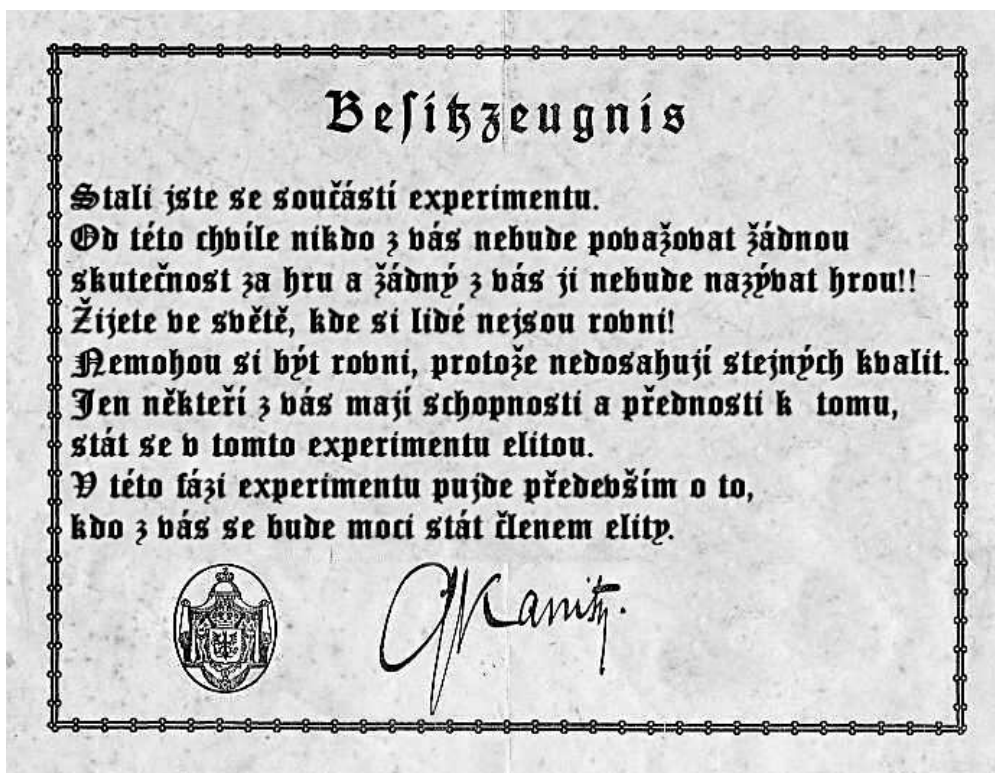 Beſitzzeugnis
Stali jste se součástí experimentu.
Od této chvíle nikdo z vás nebude považovat žádnou
skutečnost za hru a žádný z vás ji nebude nazývat hrou!!
Žijete ve světě, kde si lidé nejsou rovni!
Nemohou si být rovni, protože nedosahují stejných kvalit.
Jen někteří z vás mají schopnosti a přednosti k tomu,
stát se v tomto experimentu elitou.
V této fázi experimentu pujde především o to,
kdo z vás se bude moci stát členem elity.